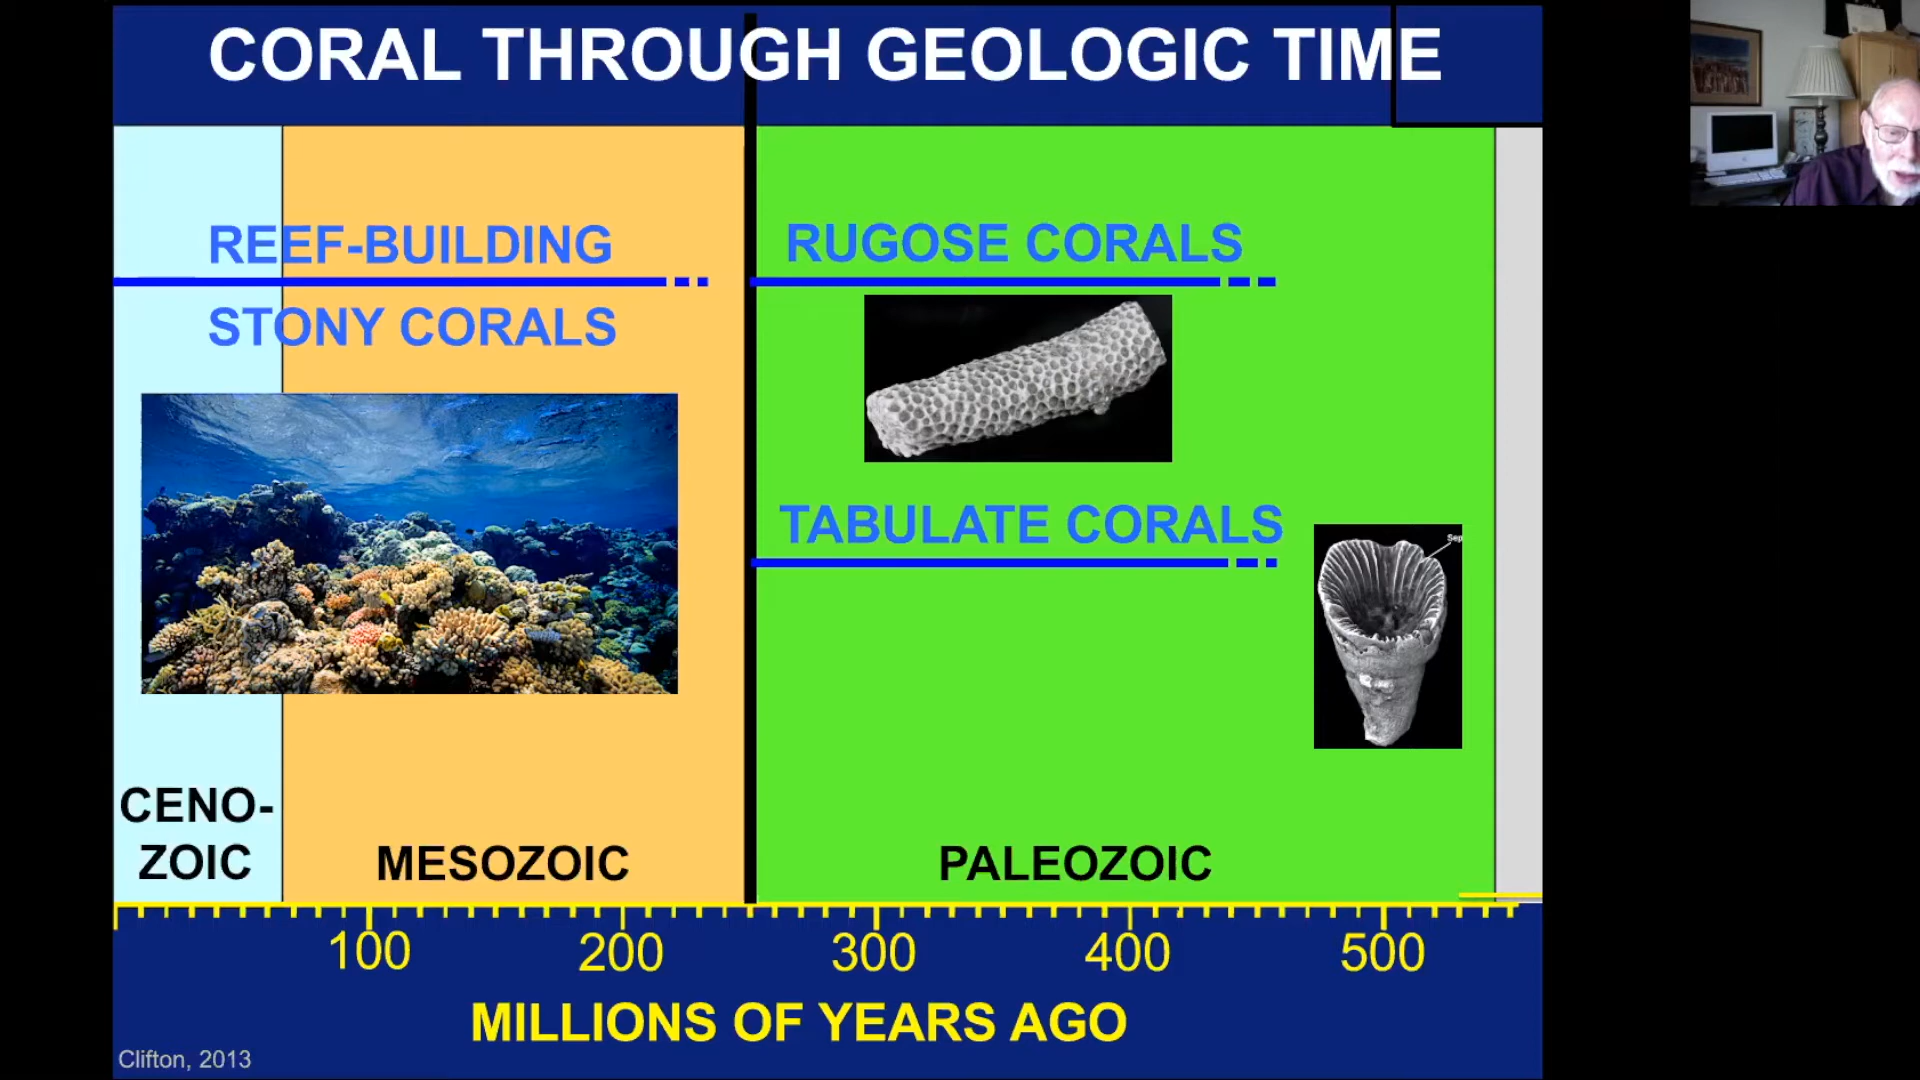 CORAL THROUGH GEOLOGIC TIME
REEF-BUILDING
STONY CORALS
RUGOSE CORALS
TABULATE CORALS
Sep
CENO-
ZOIC
MESOZOIC
PALEOZOIC
100 200 300 400 500
MILLIONS OF YEARS AGO
Clifton, 2013